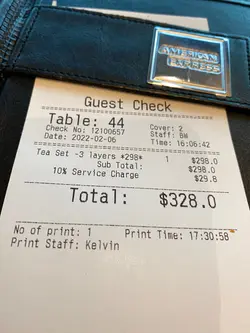 AMERICAN
EXPRESS
Guest Check
Table: 44
Check No: 12100657 Cover: 2
Date: 2022-02-06 Staff: BW
Time: 16:06:42
Tea Set -3 layers *298* 1 $298.0
Sub Total: $298.0
10% Service Charge $29.8
Total: $328.0
No of print: 1 Print Time: 17:30:58
Print Staff: Kelvin